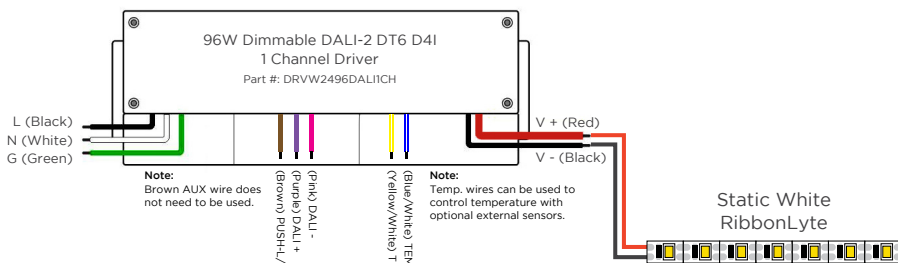 96W Dimmable DALI-2 DT6 D4I
1 Channel Driver
Part #: DRVW2496DALI1CH
L (Black)
N (White)
G (Green)
V + (Red)
V - (Black)
Note:
Brown AUX wire does
not need to be used.
(Brown) PUSH-L/
(Purple) DALI +
(Pink) DALI -
(Yellow/White) T
(Blue/White) TEM
Note:
Temp. wires can be used to
control temperature with
optional external sensors.
Static White
RibbonLyte